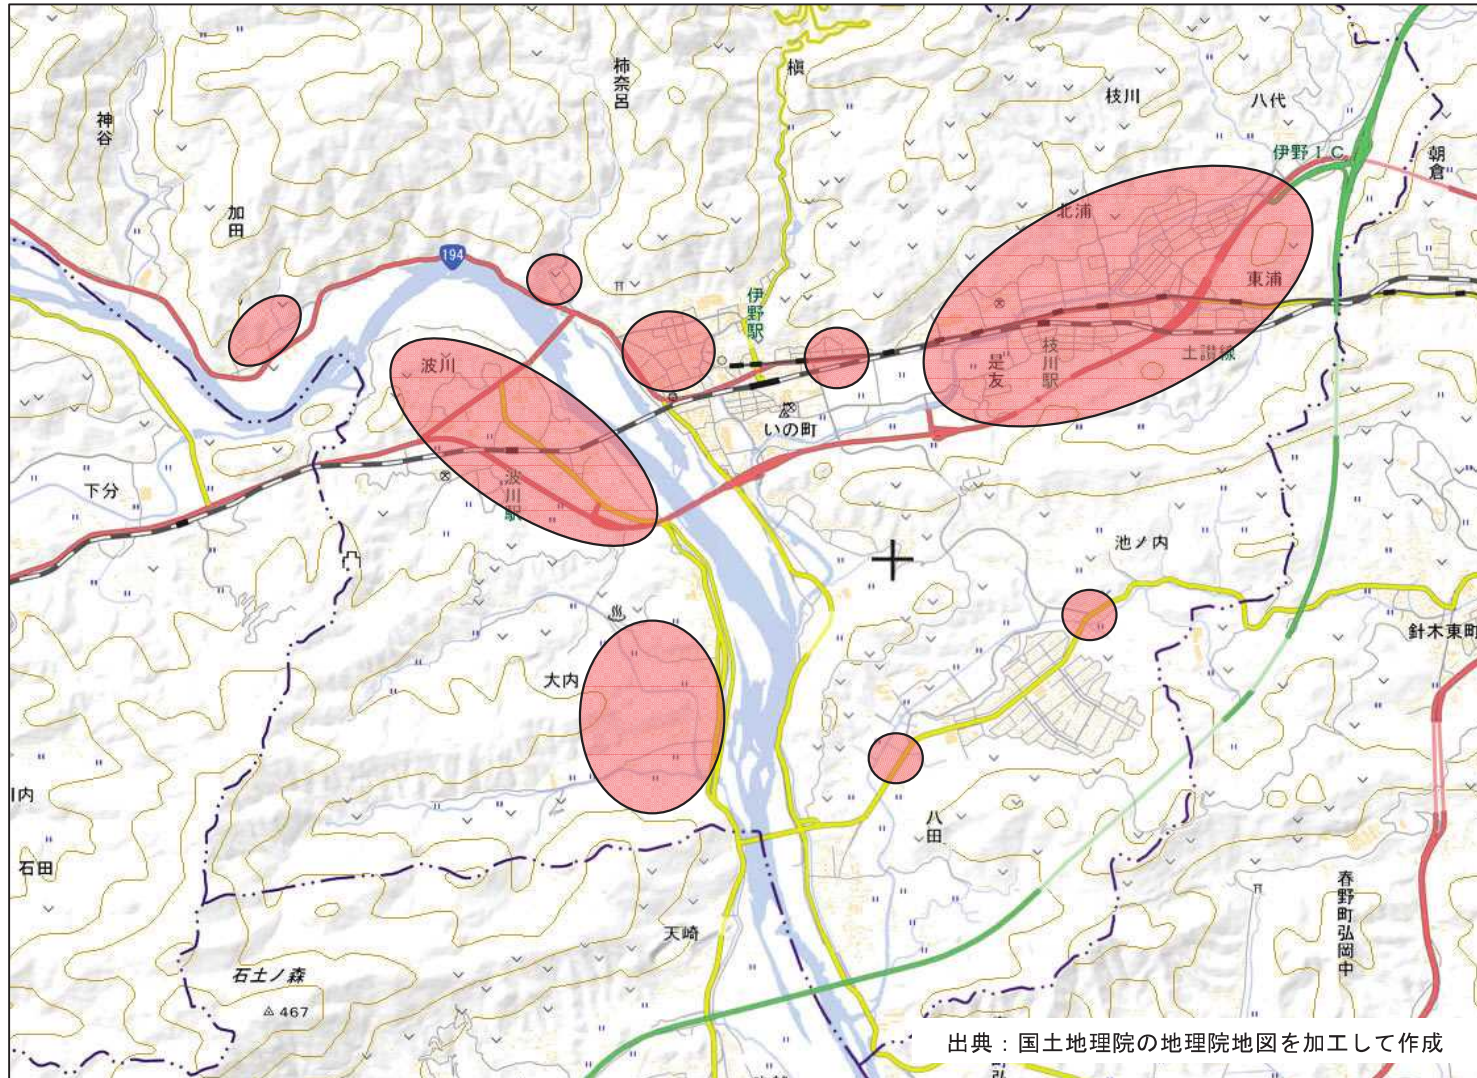 柿奈呂
槇
枝川
八代
神谷
伊野IC
朝倉
加田
北浦
194
東浦
伊野駅
波川
枝川駅
土讃線
是友
いの町
波川駅
下分
池ノ内
針木東町
大内
川内
八田
石田
春野町弘岡中
天崎
石土ノ森
467
出典：国土地理院の地理院地図を加工して作成